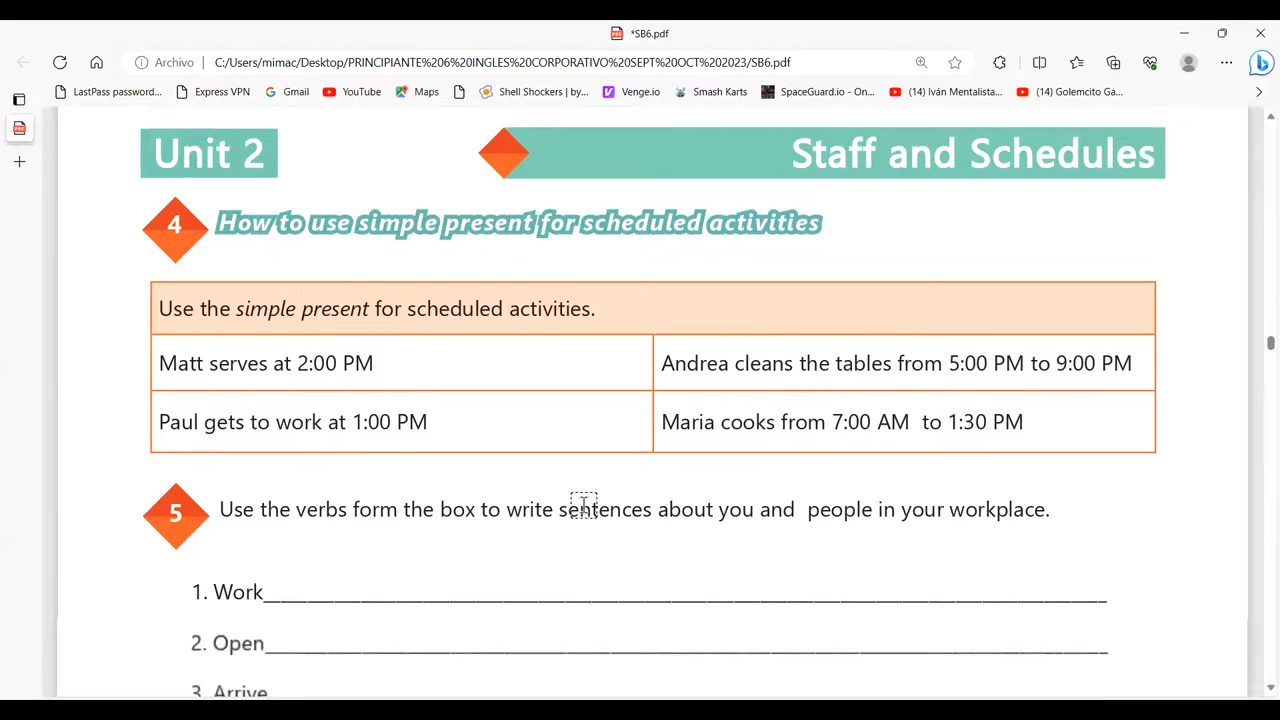 *SB6.pdf
Archivo
C:/Users/mimac/Desktop/PRINCIPIANTE%206%20INGLES%20CORPORATIVO%20SEPT%20OCT%202023/SB6.pdf
LastPass password...
Express VPN
Gmail
YouTube
Maps
Shell Shockers | by...
Venge.io
Smash Karts
SpaceGuard.io - On...
(14) Iván Mentalista...
(14) Golemcito Ga...
Unit 2
Staff and Schedules
4
How to use simple present for scheduled activities
Use the simple present for scheduled activities.
Matt serves at 2:00 PM
Andrea cleans the tables from 5:00 PM to 9:00 PM
Paul gets to work at 1:00 PM
Maria cooks from 7:00 AM  to 1:30 PM
5
Use the verbs form the box to write sentences about you and  people in your workplace.
1. Work
2. Open
3. Arrive